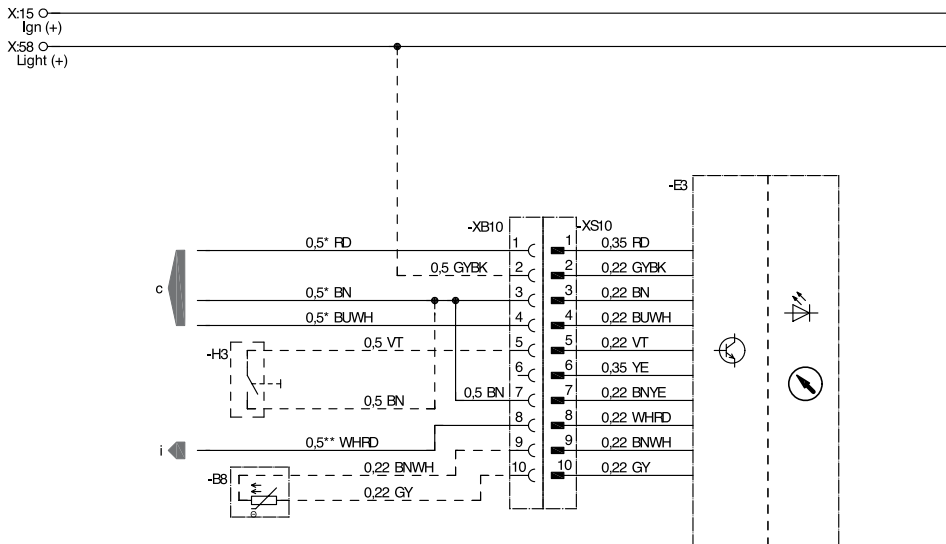 X:15
Ign (+)
X:58
Light (+)
-E3
-XB10
-XS10
0,5* RD 1 1 0,35 RD
0,5 GYBK 2 2 0,22 GYBK
c 0,5* BN 3 3 0,22 BN
0,5* BUWH 4 4 0,22 BUWH
-H3 0,5 VT 5 5 0,22 VT
6 6 0,35 YE
0,5 BN 0,5 BN 7 7 0,22 BNYE
8 8 0,22 WHRD
i 0,5** WHRD 9 9 0,22 BNWH
-B8 0,22 BNWH 10 10 0,22 GY
0,22 GY